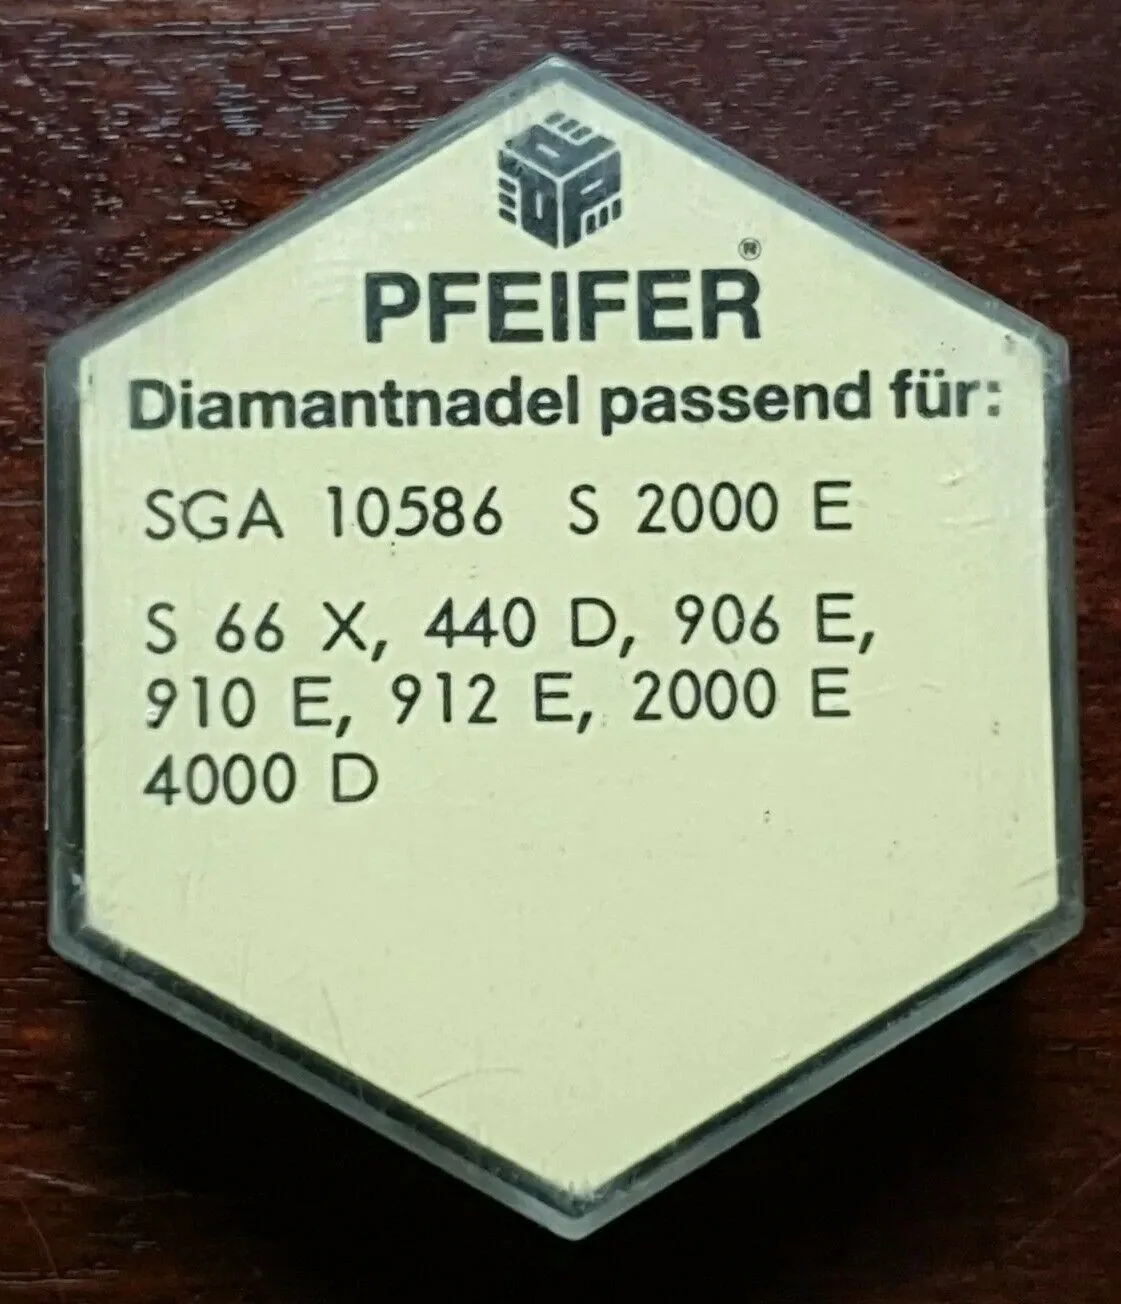 PFEIFER®
Diamantnadel passend für:
SGA 10586 S 2000 E
S 66 X, 440 D, 906 E,
910 E, 912 E, 2000 E
4000 D